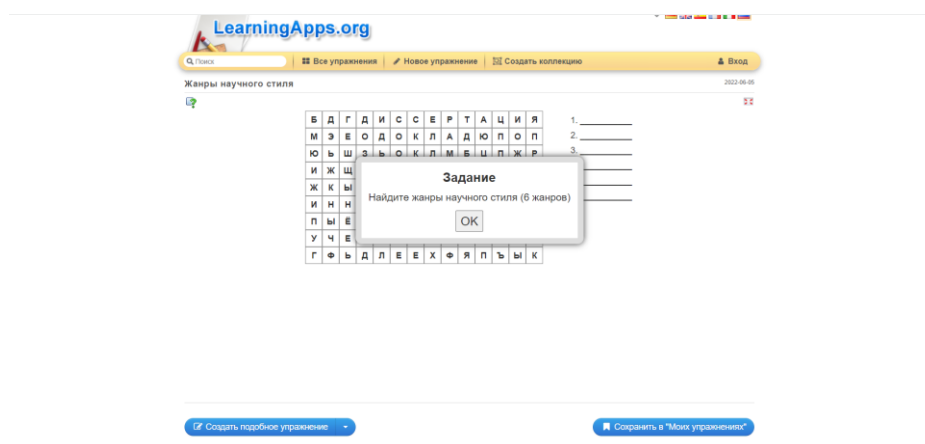 LearningApps.org
Поиск Все упражнения Новое упражнение Создать коллекцию Вход
Жанры научного стиля 2022-06-05
Б Д Г Д И С С Е Р Т А Ц И Я 1.
М Э Е О Д О К Л А Д Ю П О П 2.
Ю Ь Ш З Ь О К Л М Б Ц П Ж Р 3.
И Ж Щ
Задание
Ж К Ы
Найдите жанры научного стиля (6 жанров)
И Н Н
П Ы Ё
OK
У Ч Е
Г Ф Ь Д Л Е Е Х Ф Я П Ъ Ы К
Создать подобное упражнение Сохранить в "Моих упражнениях"